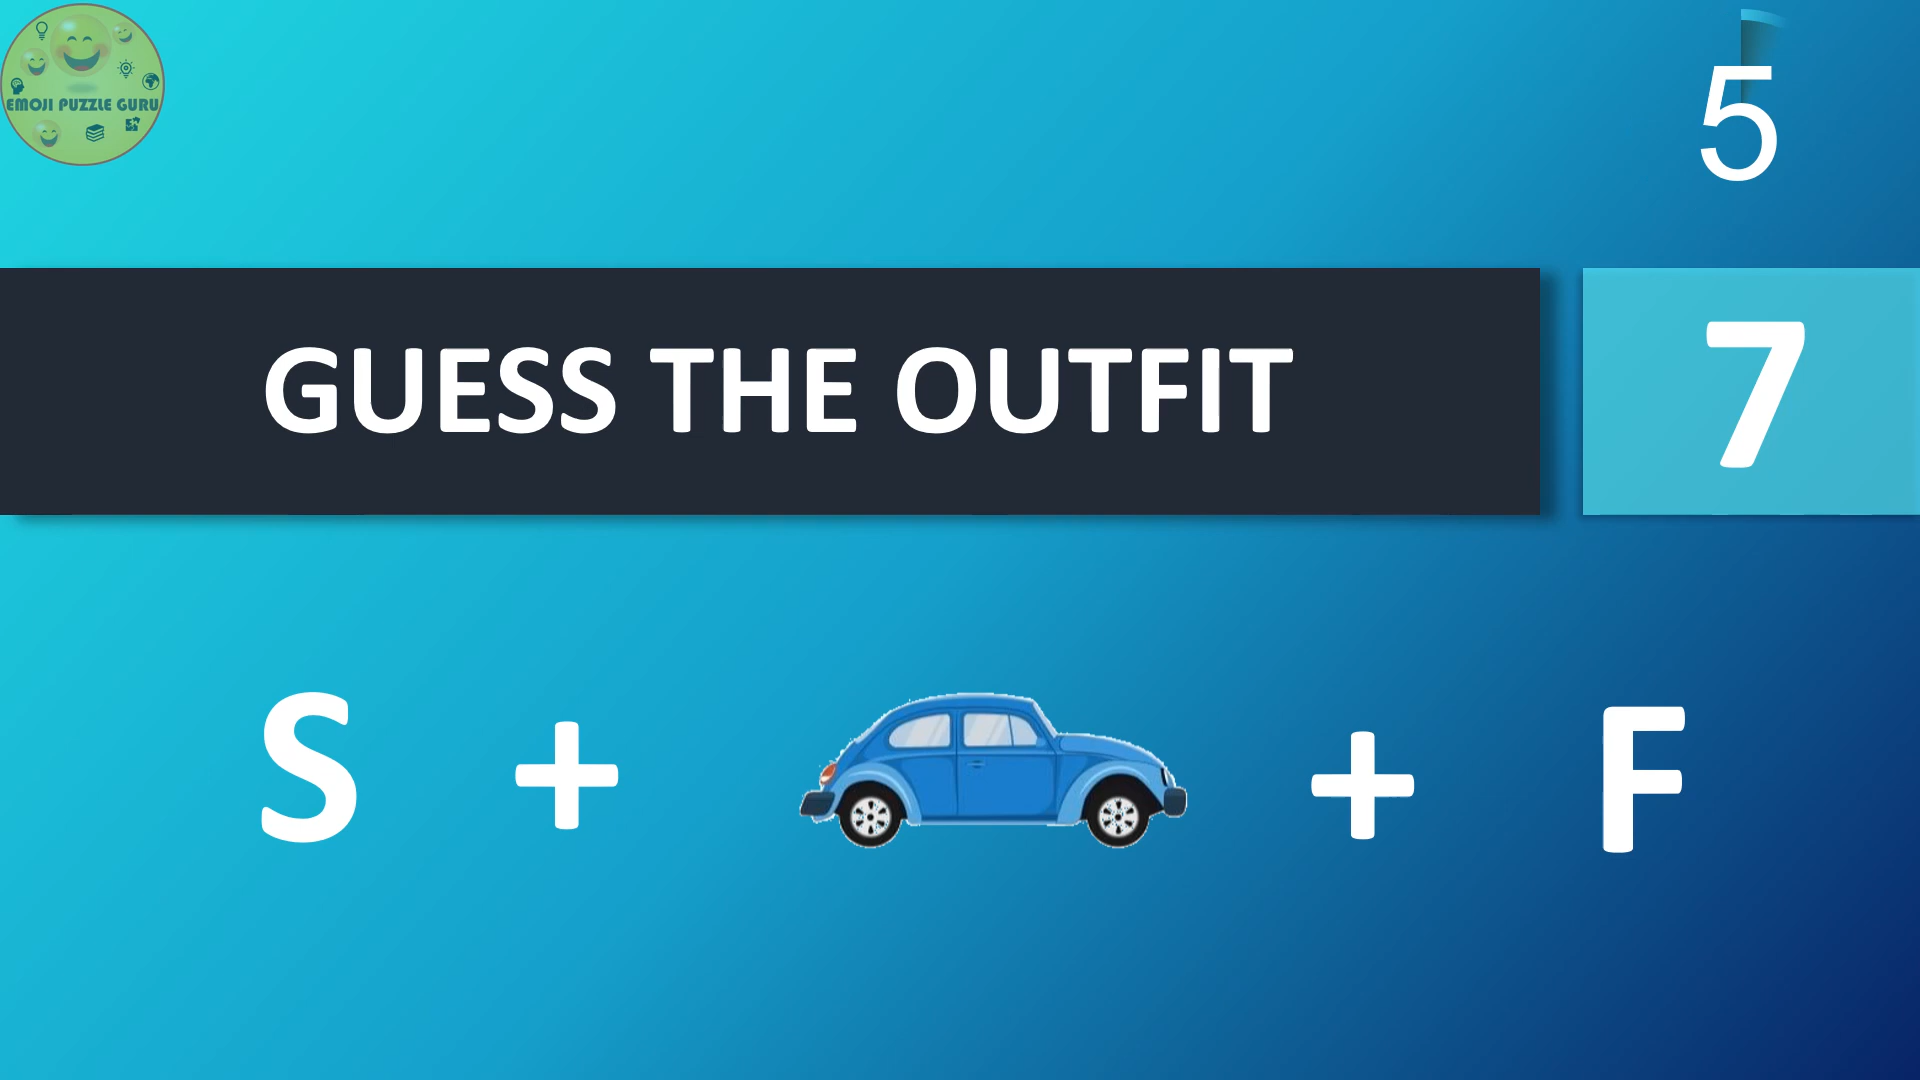 EMOJI PUZZLE GURU
5
GUESS THE OUTFIT
7
S + + F